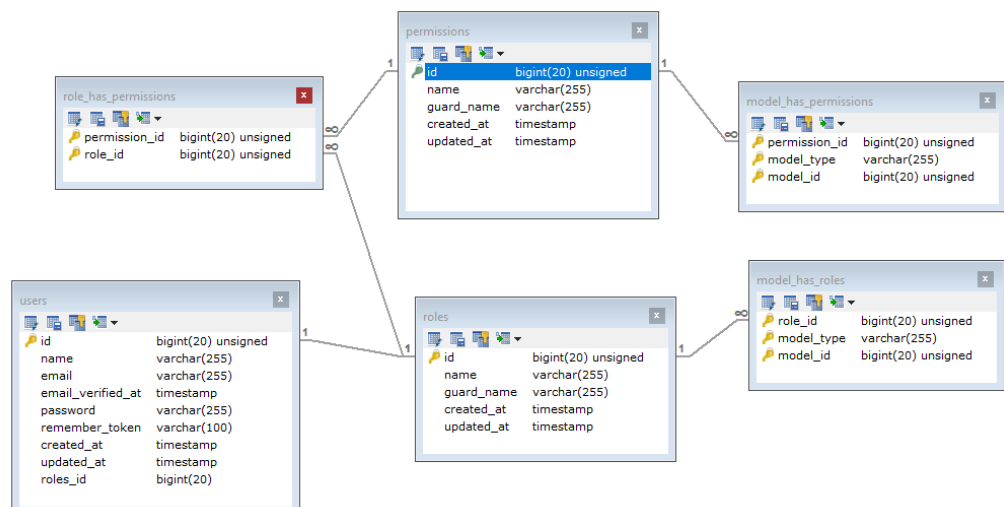 permissions
x
id bigint(20) unsigned
name varchar(255)
guard_name varchar(255)
created_at timestamp
updated_at timestamp
role_has_permissions
x
permission_id bigint(20) unsigned
role_id bigint(20) unsigned
model_has_permissions
x
permission_id bigint(20) unsigned
model_type varchar(255)
model_id bigint(20) unsigned
1
1
∞
∞
∞
users
x
id bigint(20) unsigned
name varchar(255)
email varchar(255)
email_verified_at timestamp
password varchar(255)
remember_token varchar(100)
created_at timestamp
updated_at timestamp
roles_id bigint(20)
1
1
roles
x
id bigint(20) unsigned
name varchar(255)
guard_name varchar(255)
created_at timestamp
updated_at timestamp
1
∞
model_has_roles
x
role_id bigint(20) unsigned
model_type varchar(255)
model_id bigint(20) unsigned